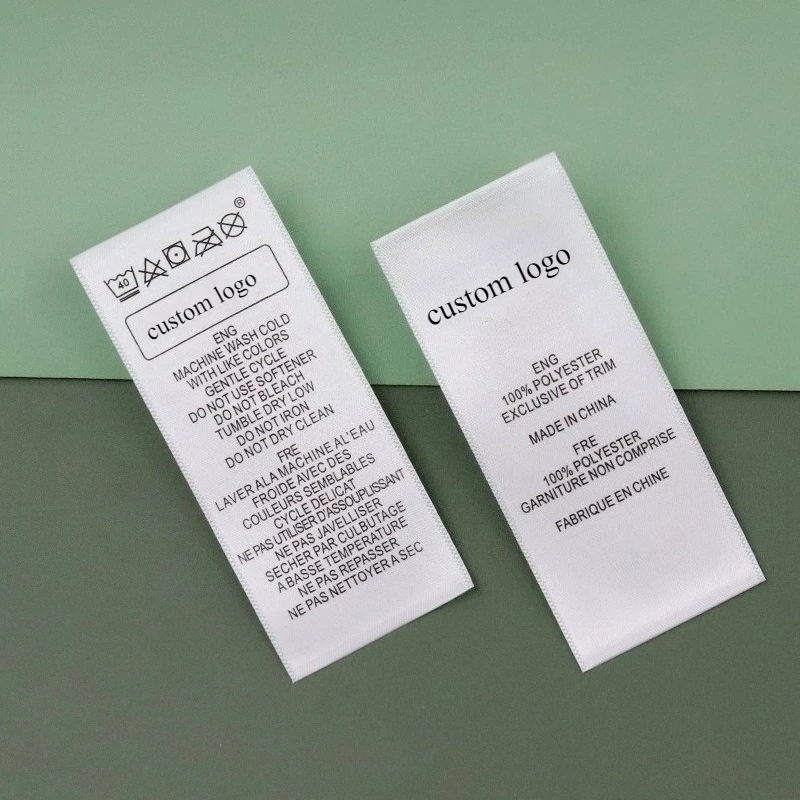 ®
40
custom logo
ENG
MACHINE WASH COLD
WITH LIKE COLORS
GENTLE CYCLE
DO NOT USE SOFTENER
DO NOT BLEACH
TUMBLE DRY LOW
DO NOT IRON
DO NOT DRY CLEAN
FRE
LAVER ALA MACHINE A L'EAU
FROIDE AVEC DES
COULEURS SEMBLABLES
CYCLE DELICAT
NE PAS UTILISER D'ASSOUPLISSANT
NE PAS JAVELLISER
SECHER PAR CULBUTAGE
A BASSE TEMPERATURE
NE PAS REPASSER
NE PAS NETTOYER A SEC
custom logo
ENG
100% POLYESTER
EXCLUSIVE OF TRIM
MADE IN CHINA
FRE
100% POLYESTER
GARNITURE NON COMPRISE
FABRIQUE EN CHINE